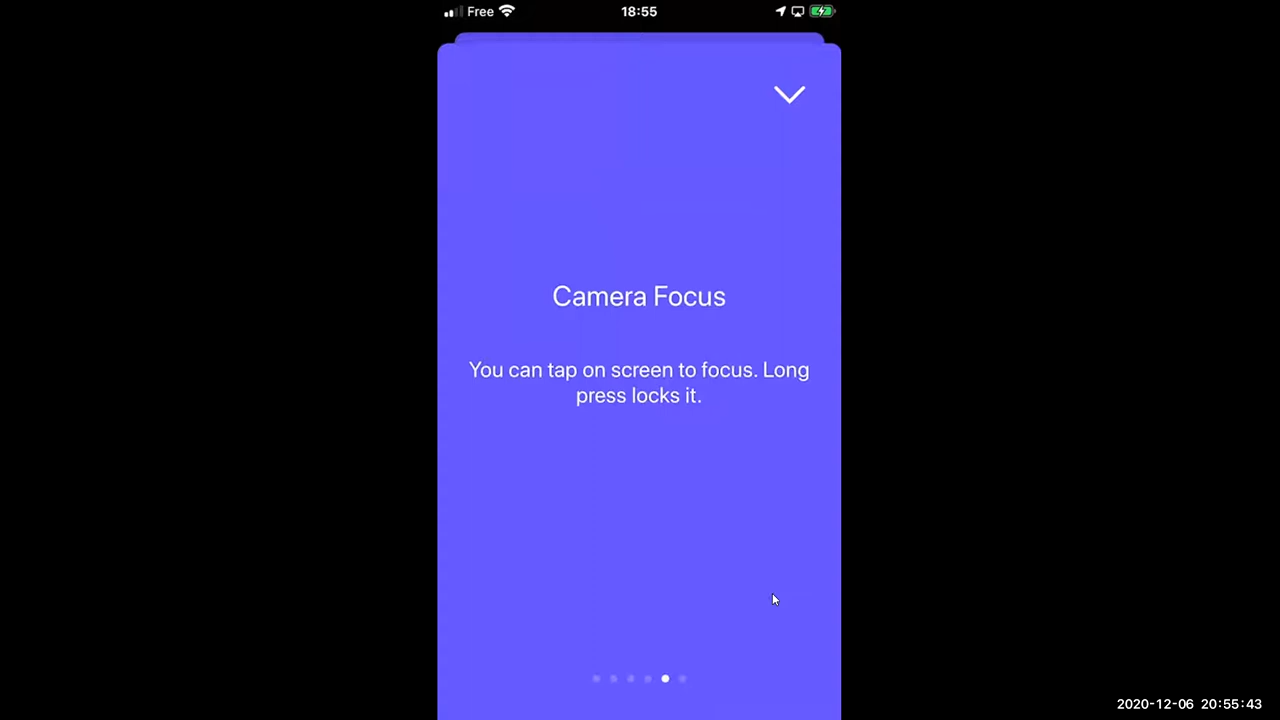 Free 18:55
Camera Focus
You can tap on screen to focus. Long
press locks it.
2020-12-06 20:55:43